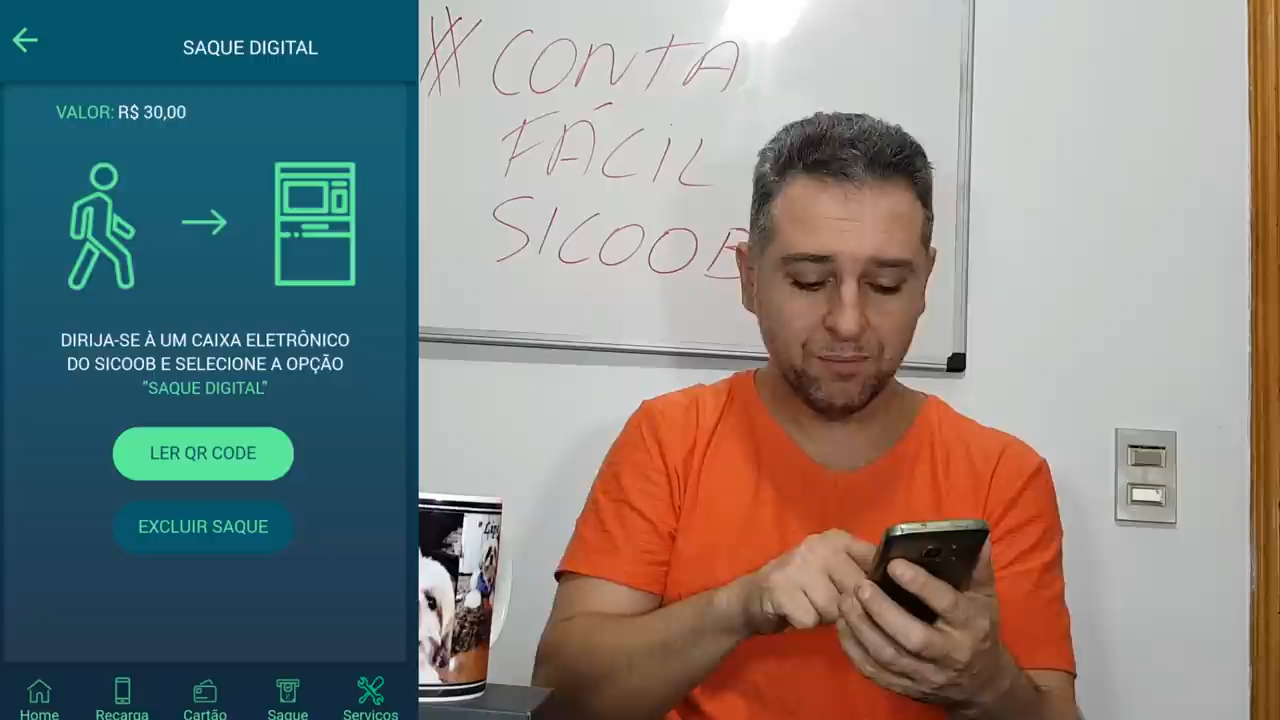 SAQUE DIGITAL
VALOR: R$ 30,00
DIRIJA-SE À UM CAIXA ELETRÔNICO
DO SICOOB E SELECIONE A OPÇÃO
"SAQUE DIGITAL"
LER QR CODE
EXCLUIR SAQUE
Home
Recarga
Cartão
Saque
Serviços
CONTA
FÁCIL
SICOOB